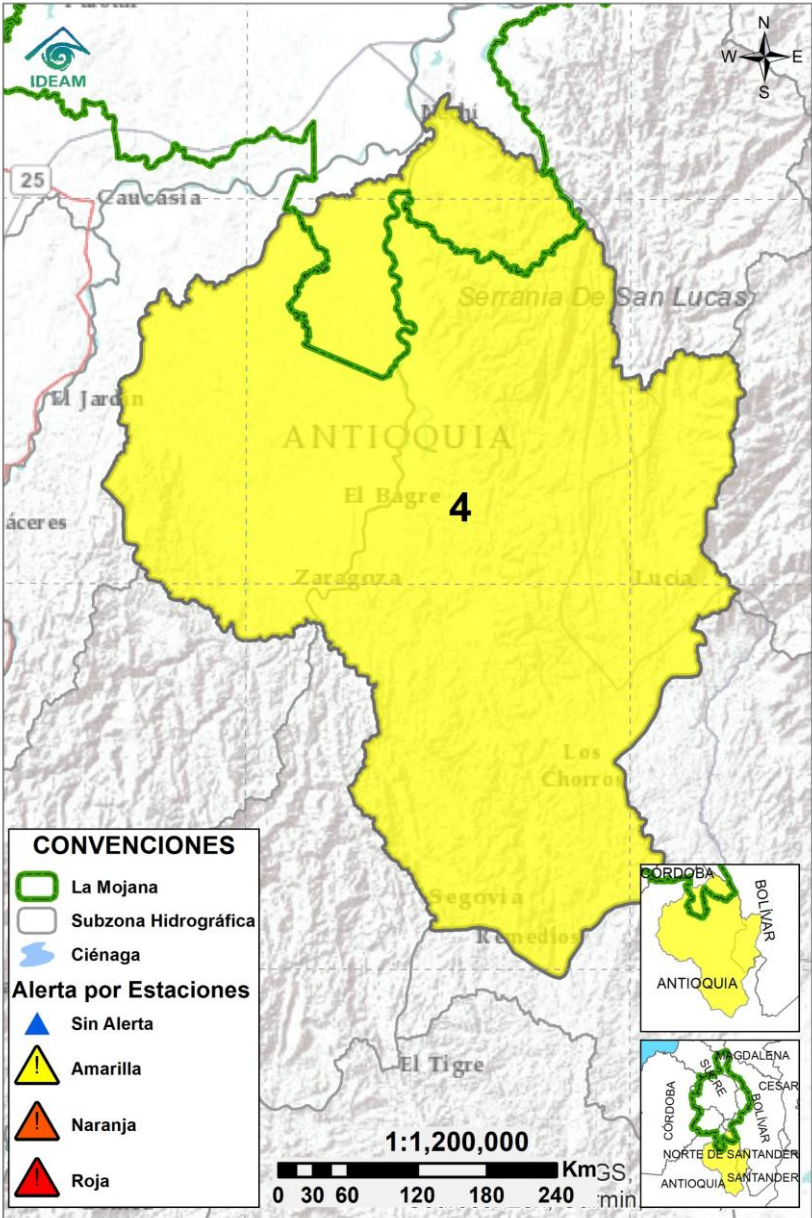 IDEAM
N
W E
S
25
Caucasia
Serrania De San Lucas
El Jardin
ANTIOQUIA
El Bagre
4
áceres
Zaragoza
Lucia
Los
Chorros
Segovia
Remedios
El Tigre
CONVENCIONES
La Mojana
Subzona Hidrográfica
Ciénaga
Alerta por Estaciones
Sin Alerta
! Amarilla
! Naranja
! Roja
1:1,200,000
Km
0 30 60 120 180 240
GS,
rmin
CÓRDOBA
BOLÍVAR
ANTIOQUIA
MAGDALENA
SUCRE
CESAR
CÓRDOBA
BOLÍVAR
NORTE DE SANTANDER
ANTIOQUIA
SANTANDER